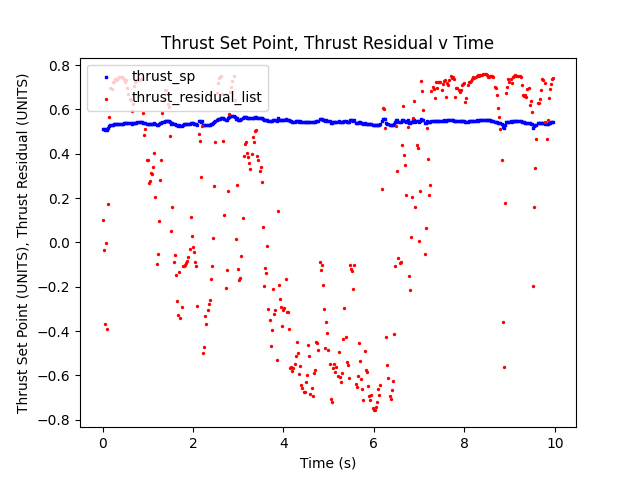 Thrust Set Point, Thrust Residual v Time
thrust_sp
thrust_residual_list
Thrust Set Point (UNITS), Thrust Residual (UNITS)
0.8
0.6
0.4
0.2
0.0
−0.2
−0.4
−0.6
−0.8
0 2 4 6 8 10
Time (s)